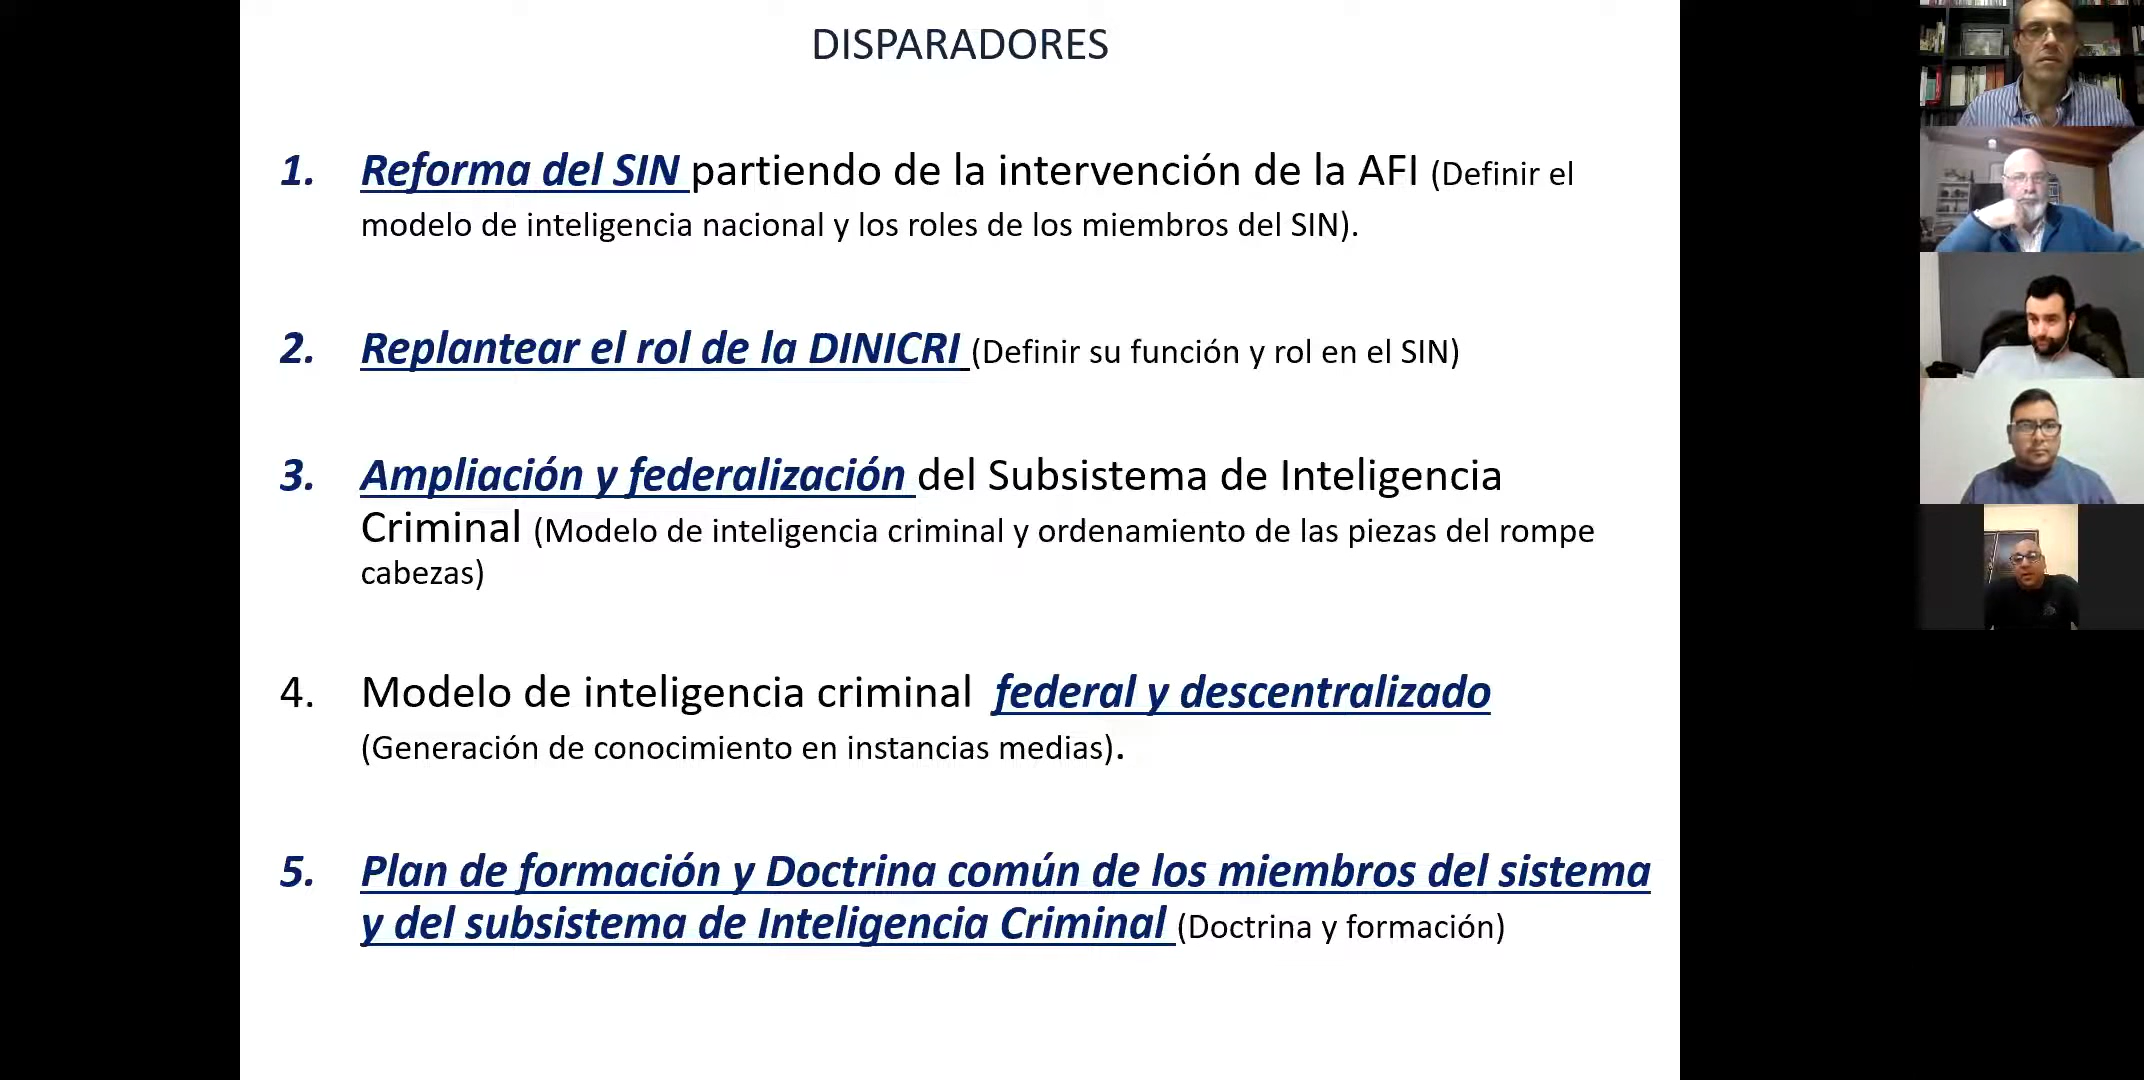 DISPARADORES
1. Reforma del SIN partiendo de la intervención de la AFI (Definir el
modelo de inteligencia nacional y los roles de los miembros del SIN).
2. Replantear el rol de la DINICRI (Definir su función y rol en el SIN)
3. Ampliación y federalización del Subsistema de Inteligencia
Criminal (Modelo de inteligencia criminal y ordenamiento de las piezas del rompe
cabezas)
4. Modelo de inteligencia criminal federal y descentralizado
(Generación de conocimiento en instancias medias).
5. Plan de formación y Doctrina común de los miembros del sistema
y del subsistema de Inteligencia Criminal (Doctrina y formación)